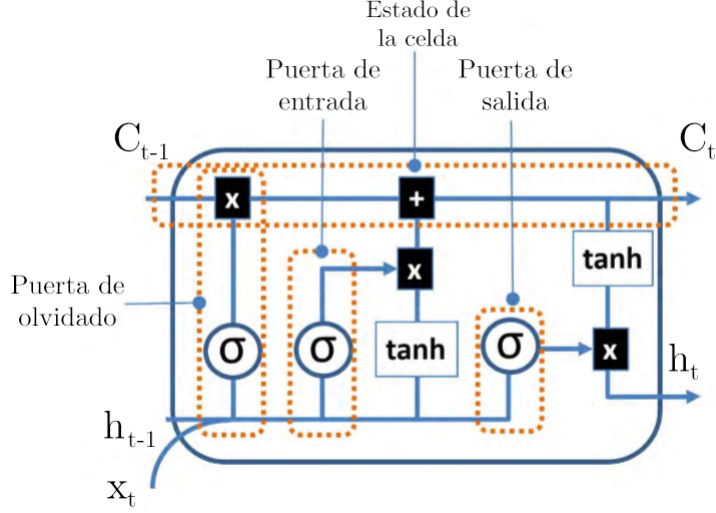 Estado de
la celda
Puerta de
entrada
Puerta de
salida
C_{t-1}
C_t
x
+
Puerta de
olvidado
x
tanh
σ
σ
tanh
σ
x
h_t
h_{t-1}
x_t